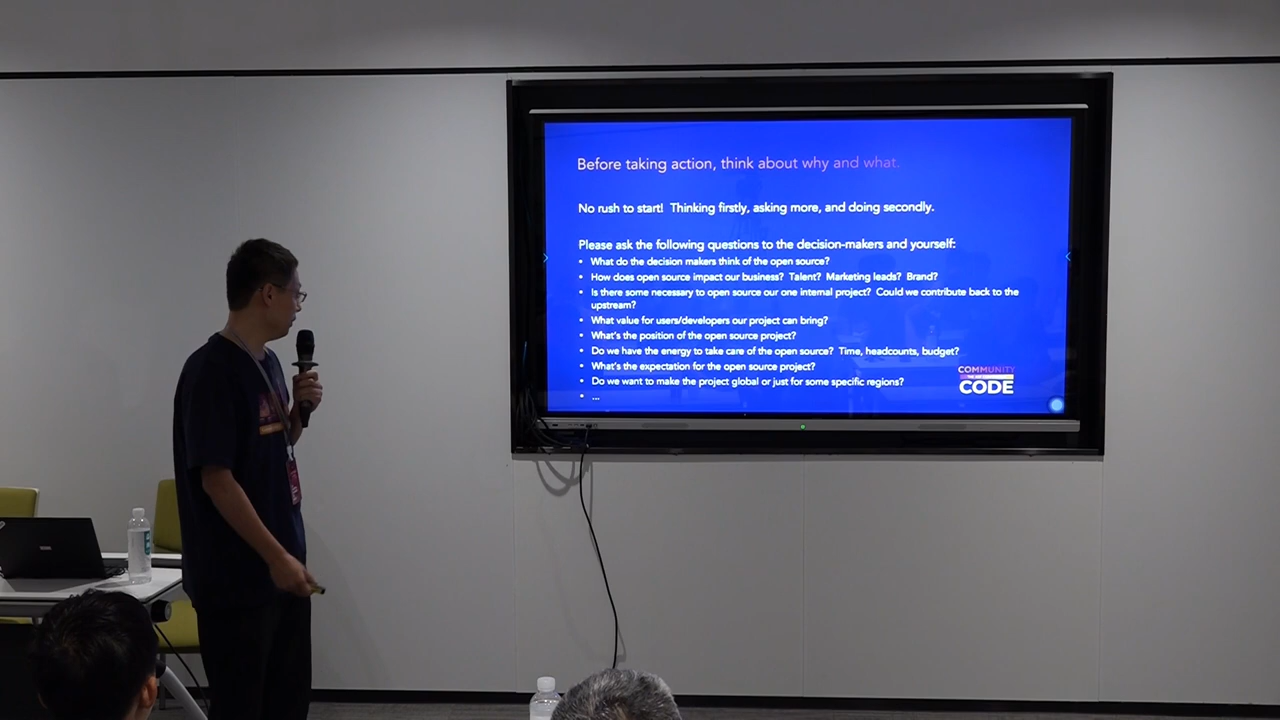 Before taking action, think about why and what.
No rush to start! Thinking firstly, asking more, and doing secondly.
Please ask the following questions to the decision-makers and yourself:
• What do the decision makers think of the open source?
• How does open source impact our business? Talent? Marketing leads? Brand?
• Is there some necessary to open source our one internal project? Could we contribute back to the
upstream?
• What value for users/developers our project can bring?
• What's the position of the open source project?
• Do we have the energy to take care of the open source? Time, headcounts, budget?
• What's the expectation for the open source project?
• Do we want to make the project global or just for some specific regions?
• ...
COMMUNITY
CODE